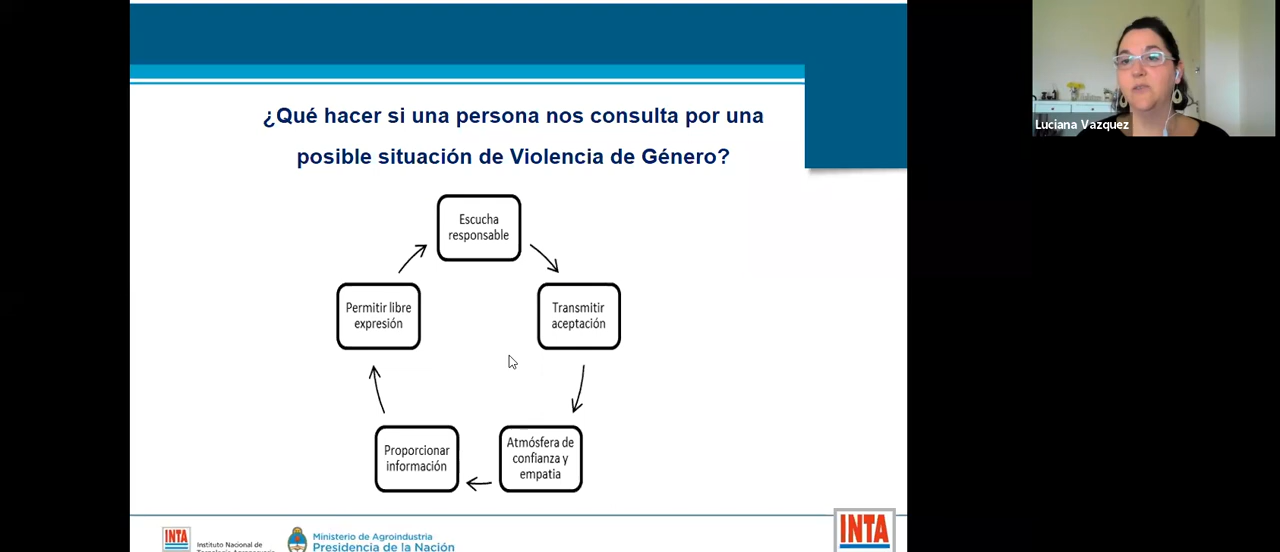 ¿Qué hacer si una persona nos consulta por una
posible situación de Violencia de Género?
Luciana Vazquez
Escucha
responsable
Transmitir
aceptación
Atmósfera de
confianza y
empatia
Proporcionar
información
Permitir libre
expresión
INTA
Instituto Nacional de
Ministerio de Agroindustria
Presidencia de la Nación
INTA